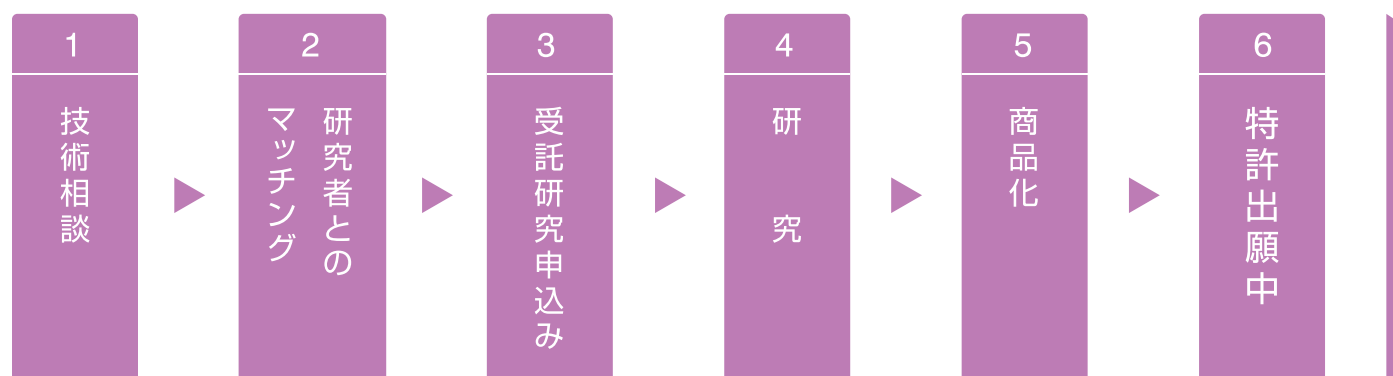 1
技術相談
2
研究者との
マッチング
3
受託研究申込み
4
研究
5
商品化
6
特許出願中